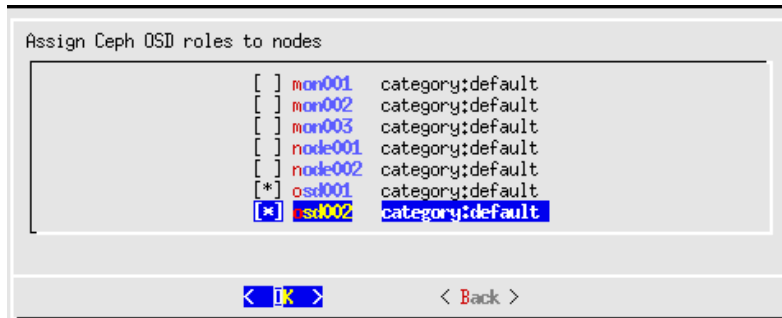 Assign Ceph OSD roles to nodes
[ ] mon001 category:default
[ ] mon002 category:default
[ ] mon003 category:default
[ ] node001 category:default
[ ] node002 category:default
[*] osd001 category:default
[*] osd002 category:default
< OK > < Back >